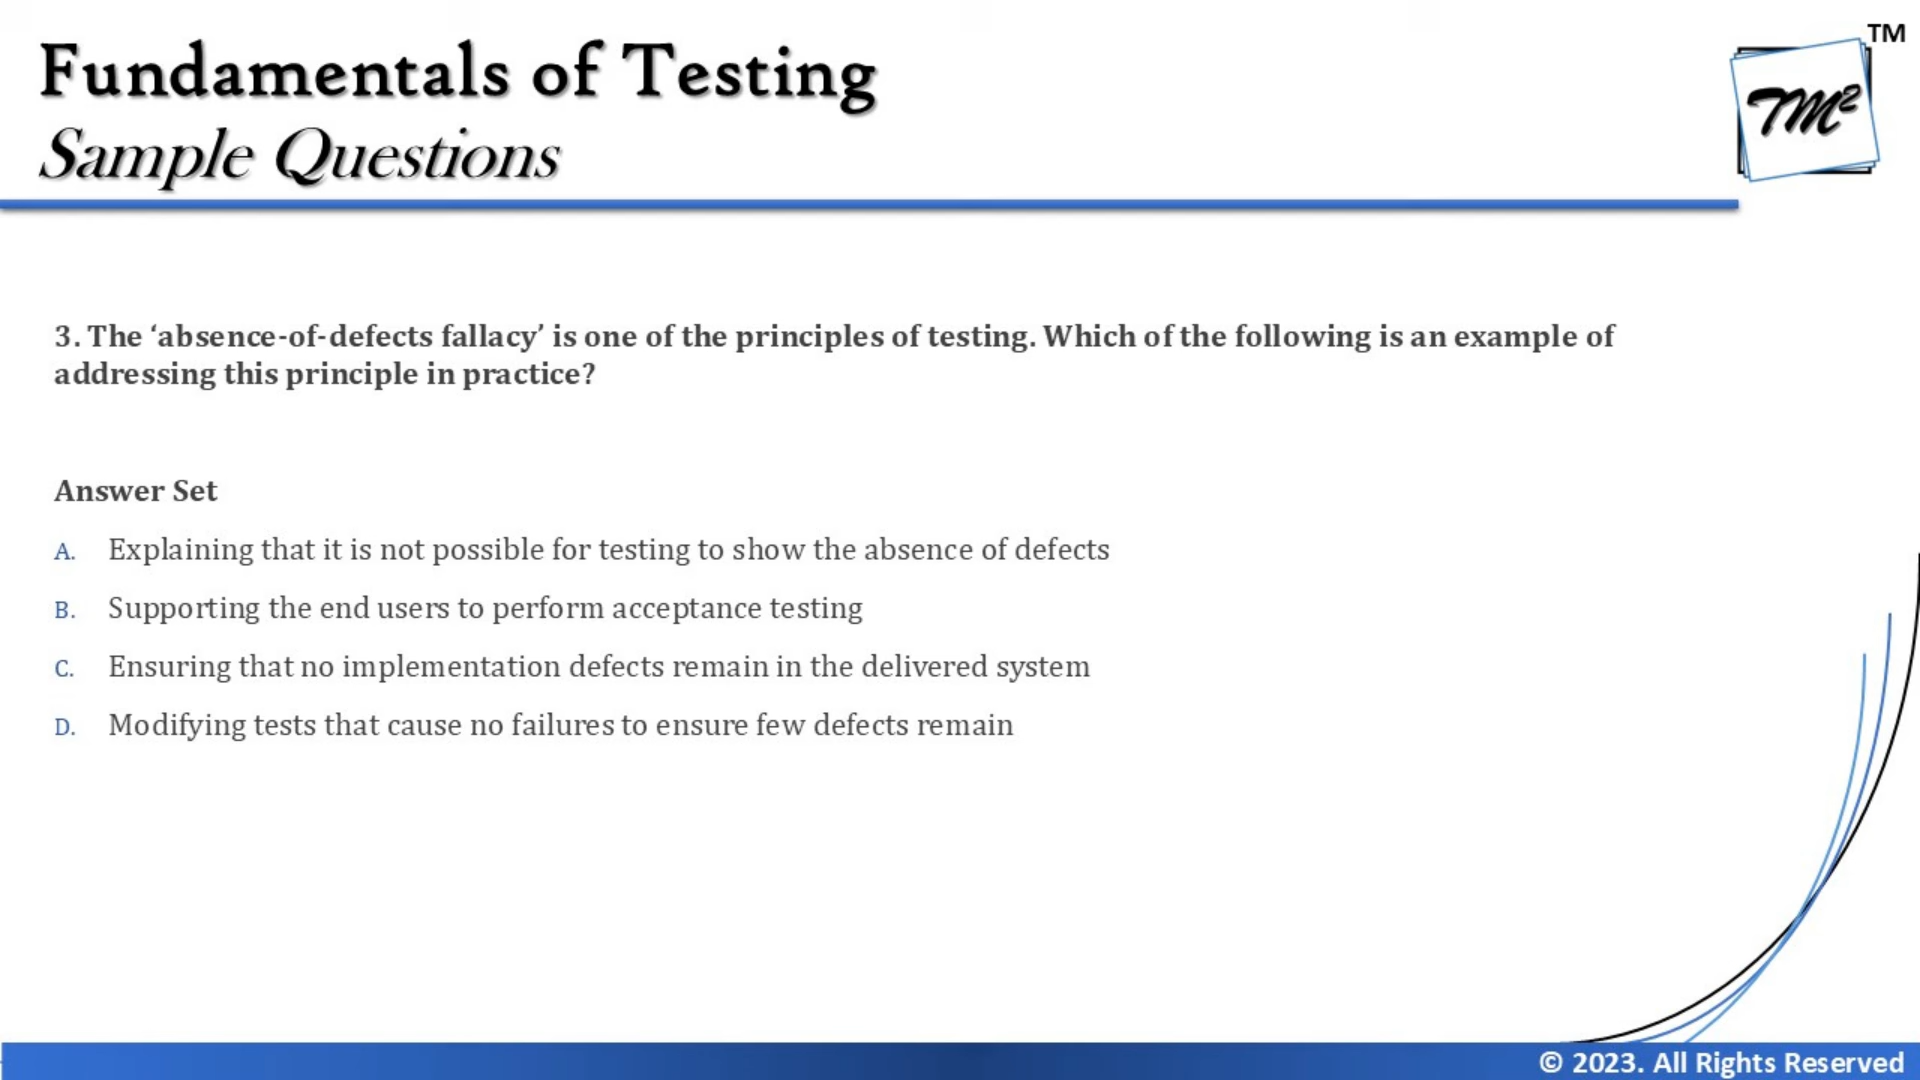 Fundamentals of Testing
Sample Questions
TM
TM²
3. The ‘absence-of-defects fallacy’ is one of the principles of testing. Which of the following is an example of
addressing this principle in practice?
Answer Set
A. Explaining that it is not possible for testing to show the absence of defects
B. Supporting the end users to perform acceptance testing
C. Ensuring that no implementation defects remain in the delivered system
D. Modifying tests that cause no failures to ensure few defects remain
© 2023. All Rights Reserved